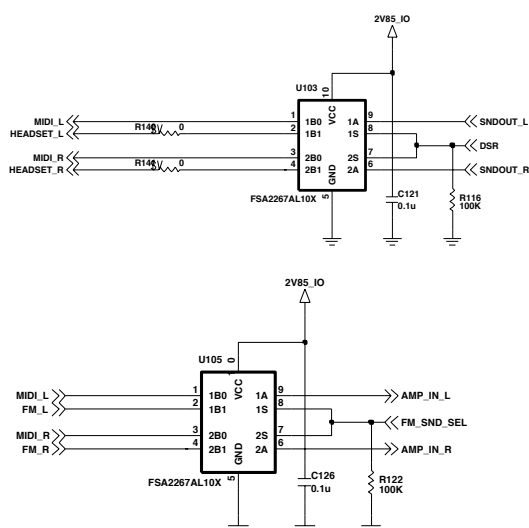 2V85_IO
U103
10
MIDI_L 1 1B0 VCC 1A 9 SNDOUT_L
HEADSET_L 0 2 1B1 1S 8
DSR
MIDI_R 3 2B0 2S 7
HEADSET_R 0 4 2B1 GND 2A 6 SNDOUT_R
FSA2267AL10X 5
C121
0.1u
R116
100K
2V85_IO
U105
1 0
MIDI_L 1 1B0 VCC 1A 9 AMP_IN_L
FM_L 2 1B1 1S 8
FM_SND_SEL
MIDI_R 3 2B0 2S 7
FM_R 4 2B1 GND 2A 6 AMP_IN_R
FSA2267AL10X 5
C126
0.1u
R122
100K